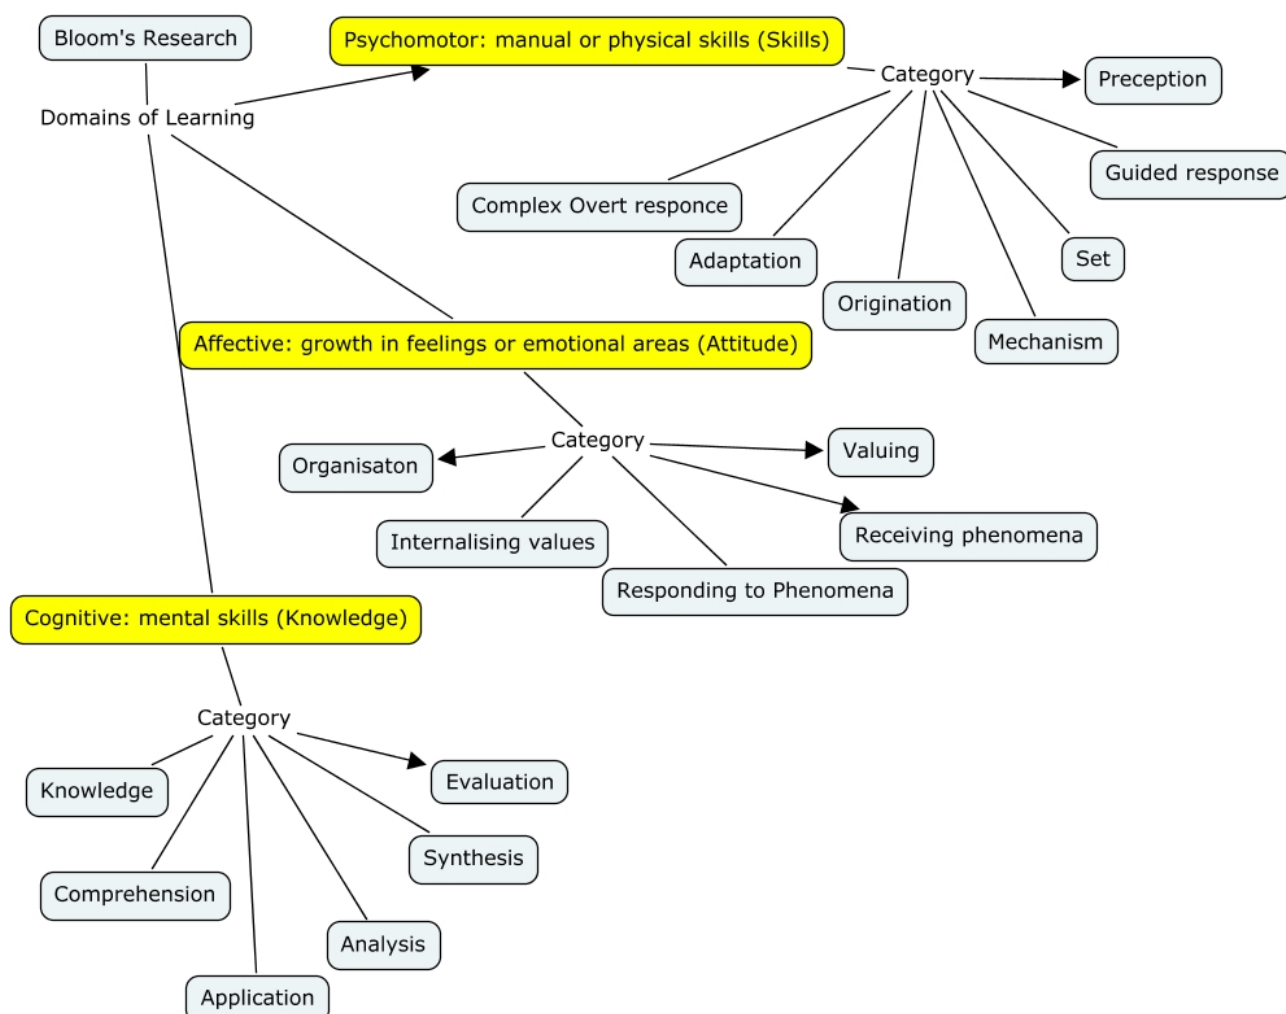 Bloom's Research
Psychomotor: manual or physical skills (Skills)
Category
Preception
Domains of Learning
Guided response
Complex Overt responce
Adaptation
Set
Origination
Mechanism
Affective: growth in feelings or emotional areas (Attitude)
Category
Valuing
Organisaton
Internalising values
Receiving phenomena
Responding to Phenomena
Cognitive: mental skills (Knowledge)
Category
Knowledge
Evaluation
Synthesis
Comprehension
Analysis
Application